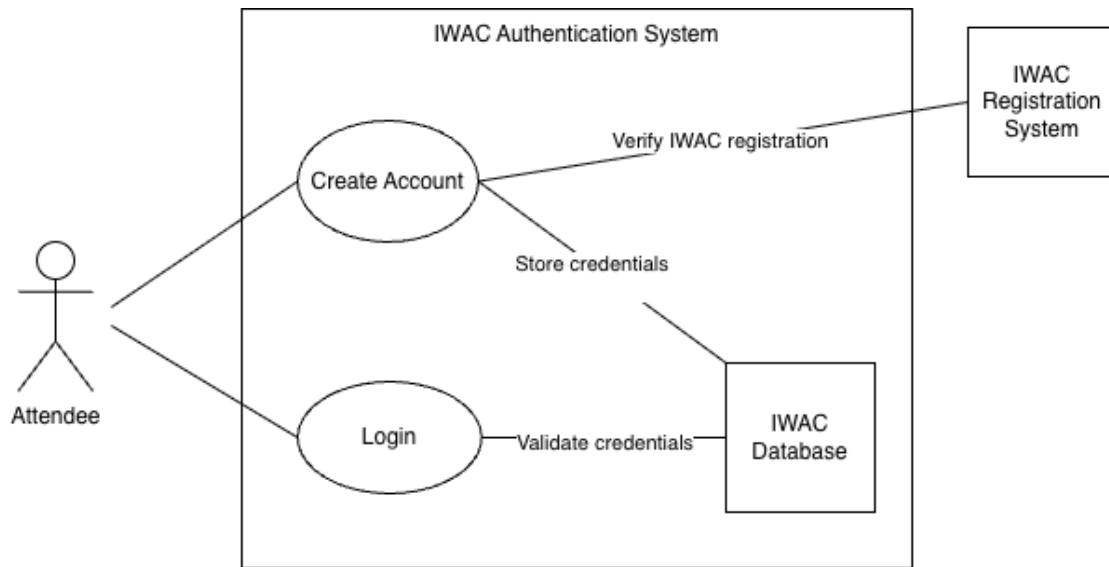 IWAC Authentication System
IWAC
Registration
System
Verify IWAC registration
Create Account
Store credentials
Attendee
Login
Validate credentials
IWAC
Database